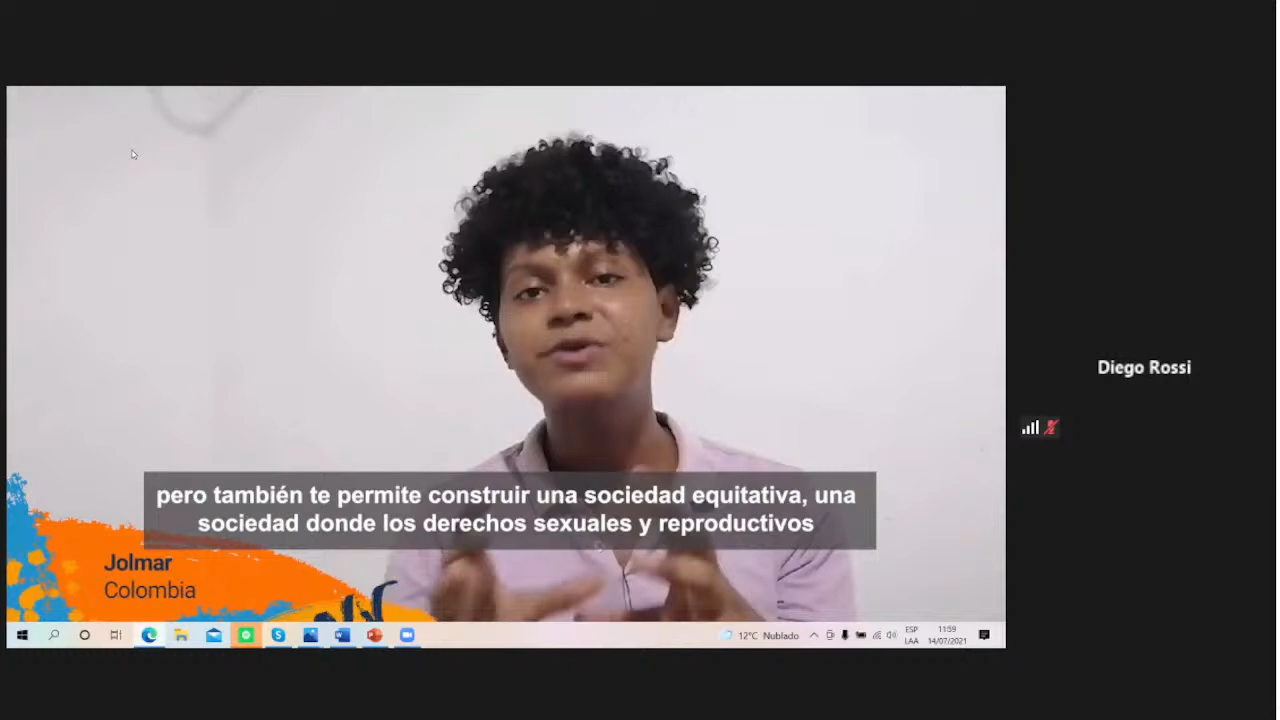 pero también te permite construir una sociedad equitativa, una
sociedad donde los derechos sexuales y reproductivos
Jolmar
Colombia
Diego Rossi
12°C Nublado
ESP
LAA
11:59
14/07/2021